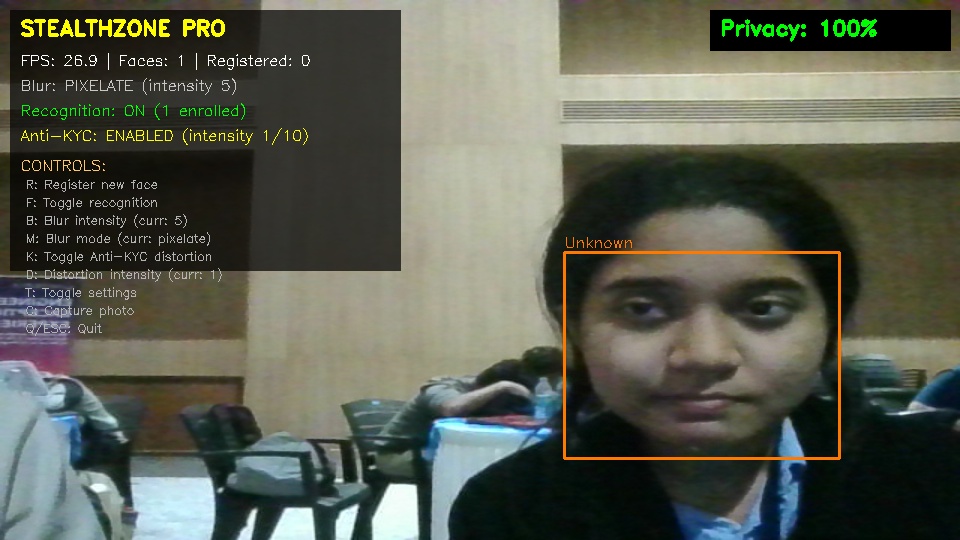 STEALTHZONE PRO
FPS: 26.9 | Faces: 1 | Registered: 0
Blur: PIXELATE (intensity 5)
Recognition: ON (1 enrolled)
Anti-KYC: ENABLED (intensity 1/10)
CONTROLS:
R: Register new face
F: Toggle recognition
B: Blur intensity (curr: 5)
M: Blur mode (curr: pixelate)
K: Toggle Anti-KYC distortion
D: Distortion intensity (curr: 1)
T: Toggle settings
C: Capture photo
Q/ESC: Quit
Privacy: 100%
Unknown